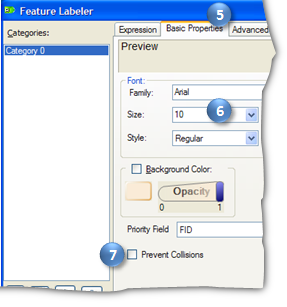 Feature Labeler
5
Categories:
Expression
Basic Properties
Advanced
Category 0
Preview
Font:
Family:
Arial
6
Size:
10
Style:
Regular
Background Color:
Opacity
0
1
Priority Field
FID
7
Prevent Collisions